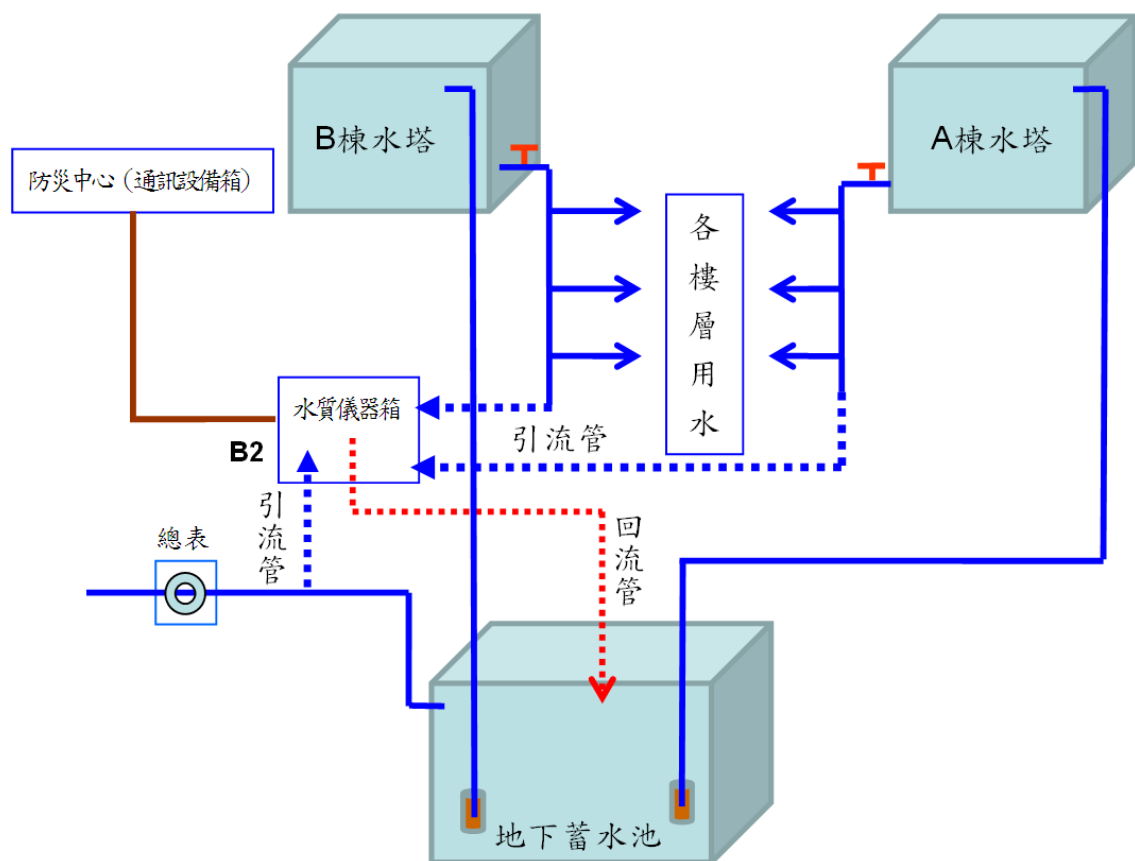 B棟水塔
A棟水塔
防災中心（通訊設備箱）
各樓層用水
水質儀器箱
B2
引流管
引流管
總表
回流管
地下蓄水池